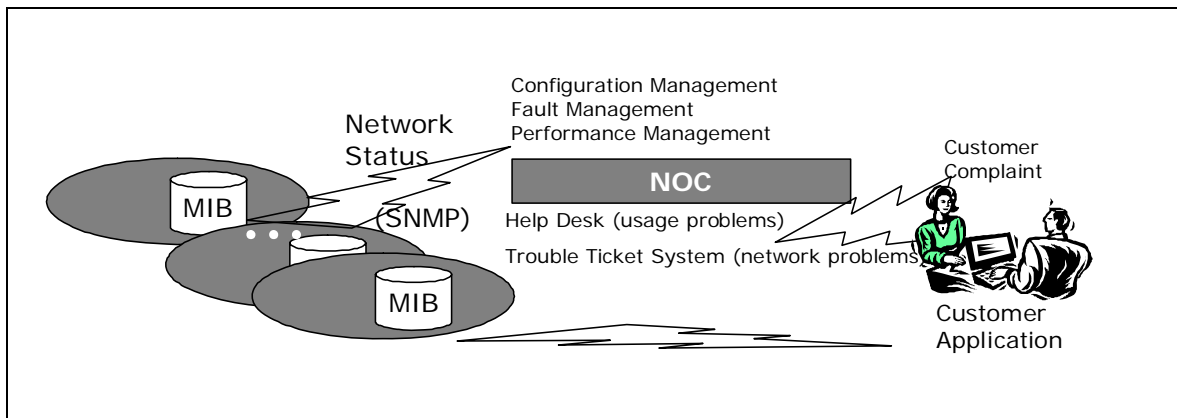 Configuration Management
Fault Management
Performance Management
Network
Status
(SNMP)
MIB
MIB
NOC
Help Desk (usage problems)
Trouble Ticket System (network problems
Customer
Complaint
Customer
Application